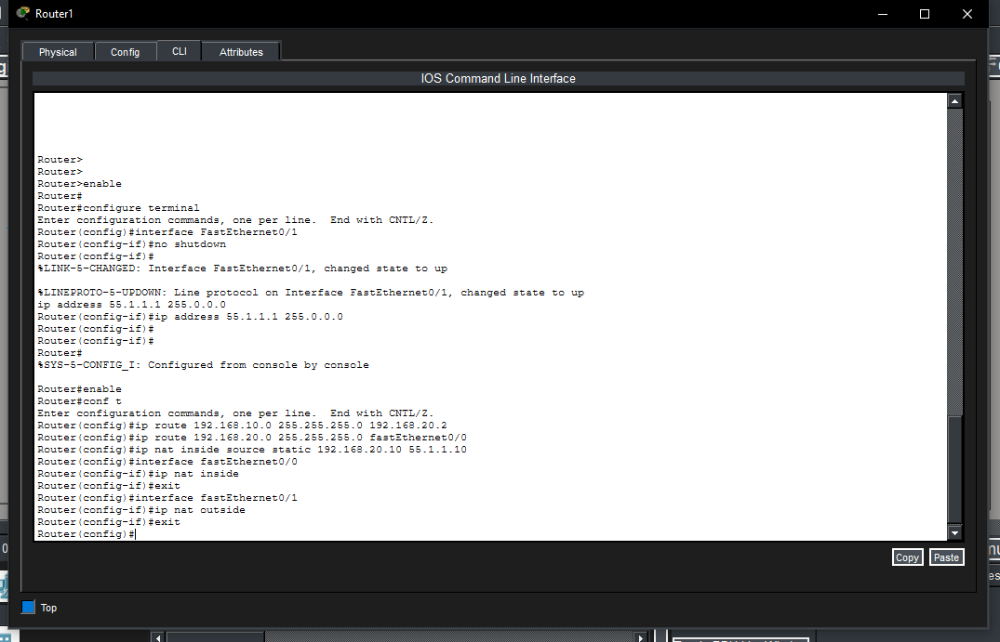 Router1
Physical
Config
CLI
Attributes
IOS Command Line Interface
Router>
Router>
Router>enable
Router#
Router#configure terminal
Enter configuration commands, one per line.  End with CNTL/Z.
Router(config)#interface FastEthernet0/1
Router(config-if)#no shutdown
Router(config-if)#
%LINK-5-CHANGED: Interface FastEthernet0/1, changed state to up
%LINEPROTO-5-UPDOWN: Line protocol on Interface FastEthernet0/1, changed state to up
ip address 55.1.1.1 255.0.0.0
Router(config-if)#ip address 55.1.1.1 255.0.0.0
Router(config-if)#
Router(config-if)#
Router#
%SYS-5-CONFIG_I: Configured from console by console
Router#enable
Router#conf t
Enter configuration commands, one per line.  End with CNTL/Z.
Router(config)#ip route 192.168.10.0 255.255.255.0 192.168.20.2
Router(config)#ip route 192.168.20.0 255.255.255.0 fastEthernet0/0
Router(config)#ip nat inside source static 192.168.20.10 55.1.1.10
Router(config)#interface fastEthernet0/0
Router(config-if)#ip nat inside
Router(config-if)#exit
Router(config)#interface fastEthernet0/1
Router(config-if)#ip nat outside
Router(config-if)#exit
Router(config)#
Copy
Paste
Top